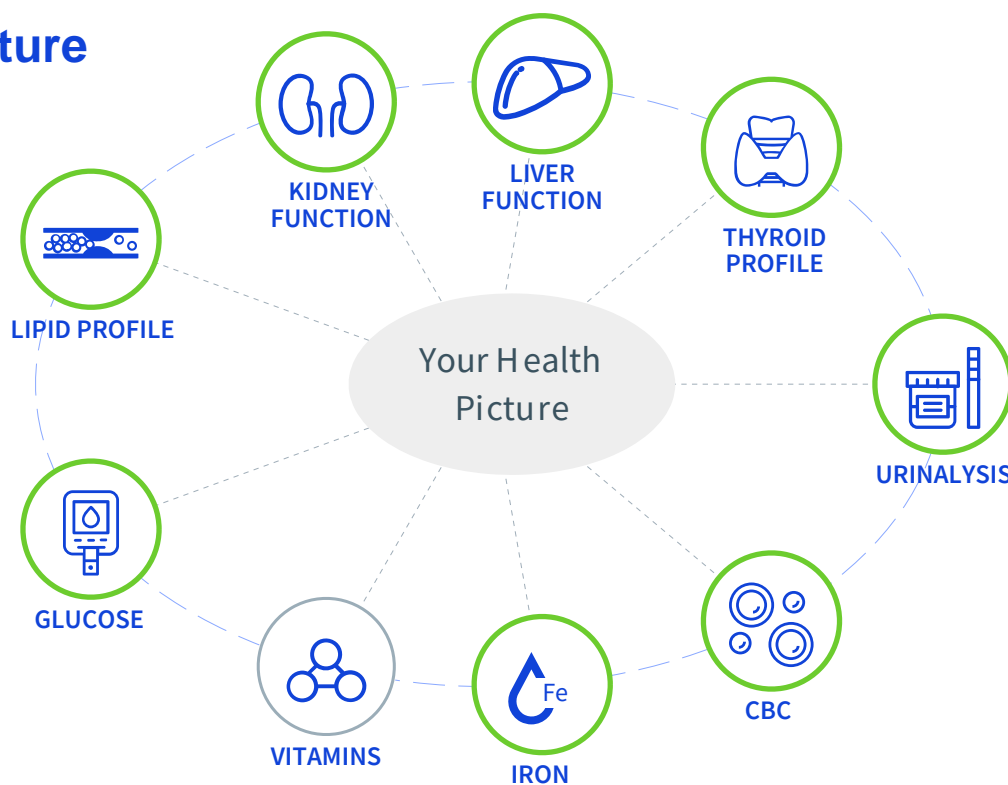 ture
KIDNEY
FUNCTION
LIVER
FUNCTION
THYROID
PROFILE
LIPID PROFILE
Your Health
Picture
URINALYSIS
GLUCOSE
VITAMINS
Fe
IRON
CBC